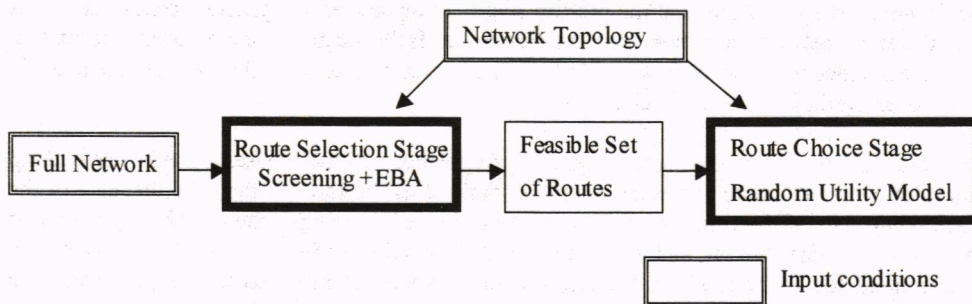 Network Topology
Full Network
Route Selection Stage
Screening +EBA
Feasible Set
of Routes
Route Choice Stage
Random Utility Model
Input conditions